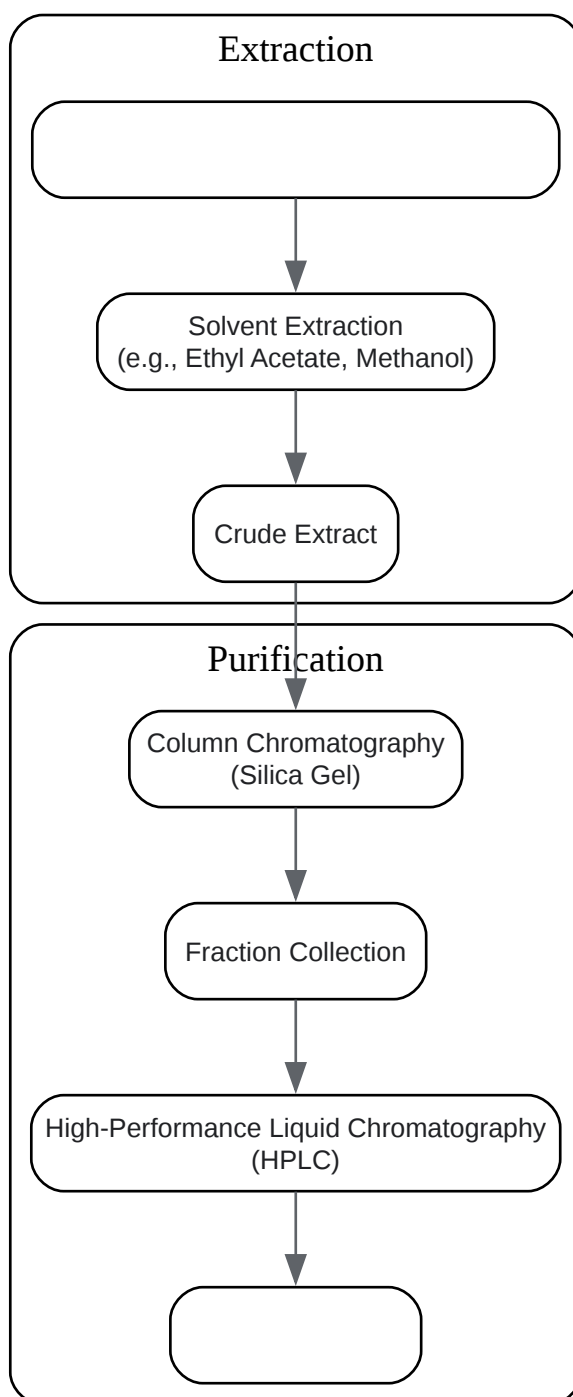 Extraction
Solvent Extraction
(e.g., Ethyl Acetate, Methanol)
Crude Extract
Purification
Column Chromatography
(Silica Gel)
Fraction Collection
High-Performance Liquid Chromatography
(HPLC)